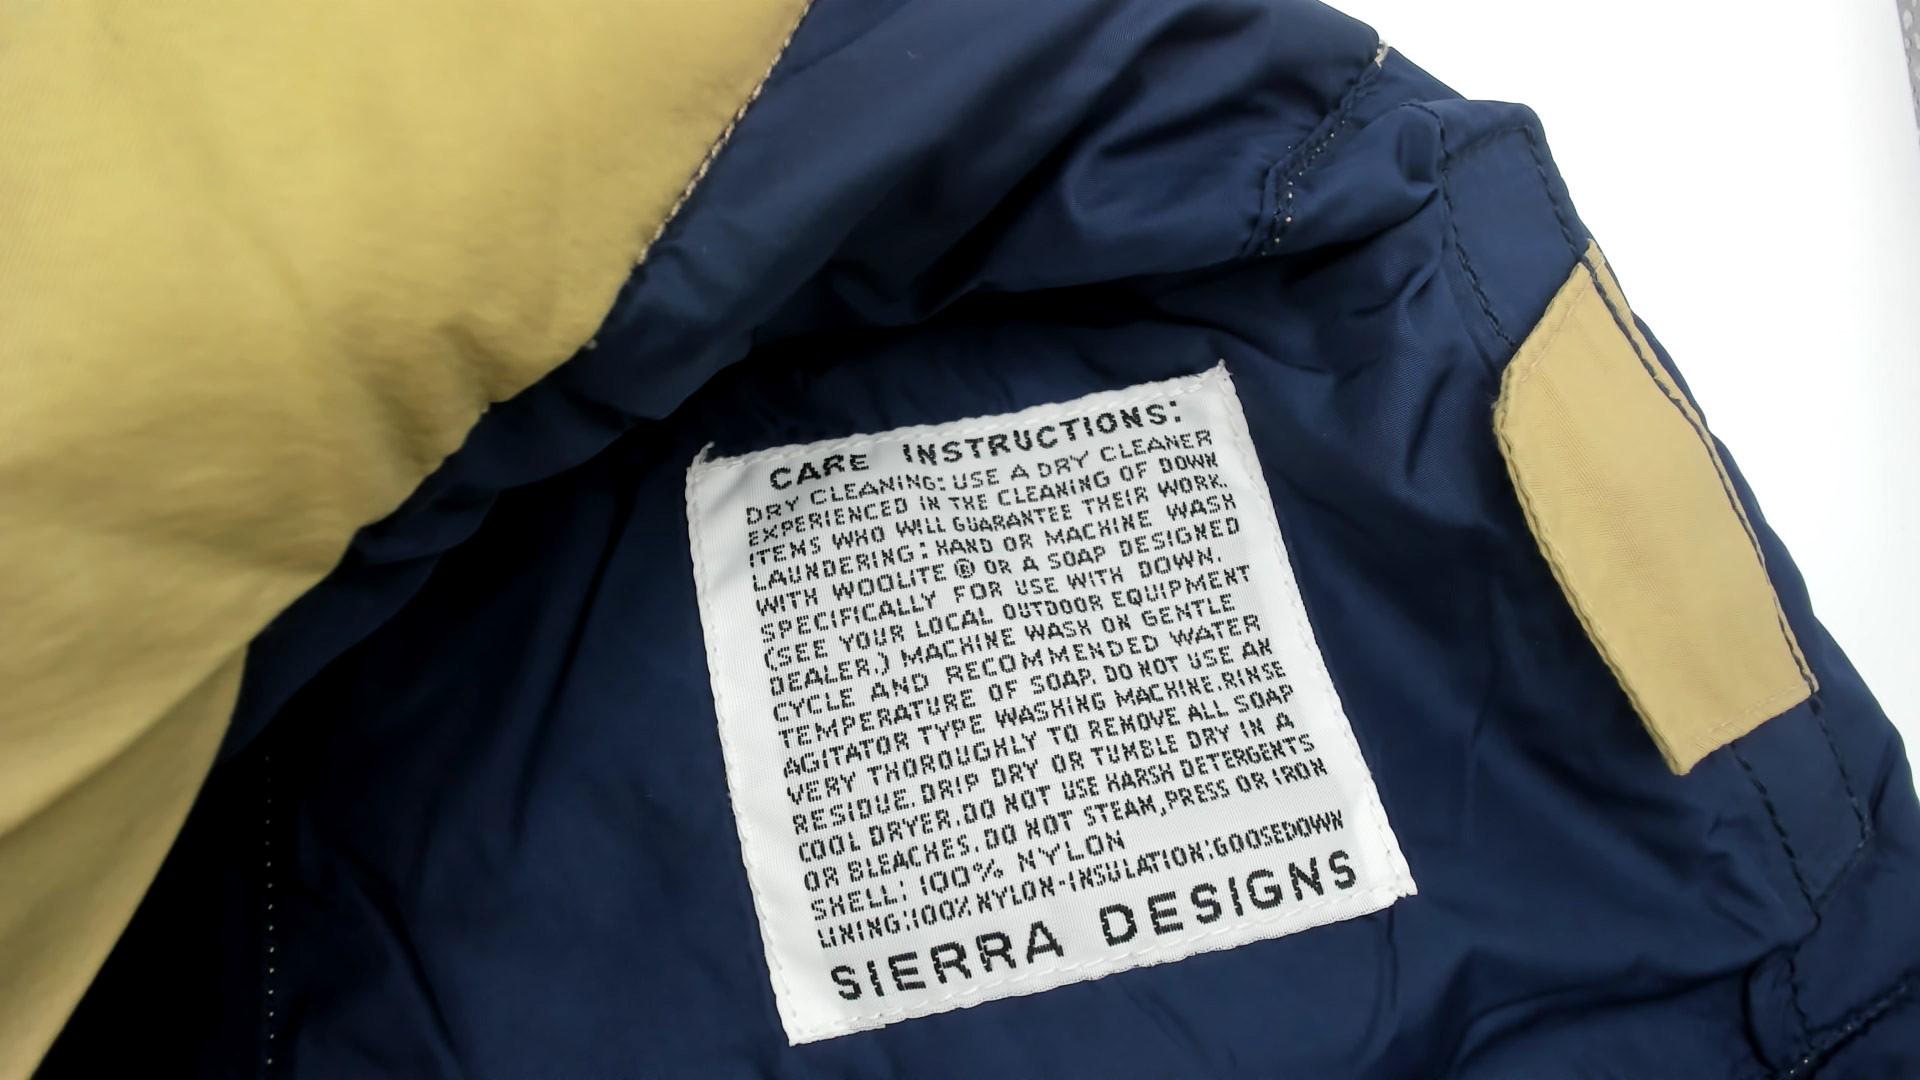 CARE INSTRUCTIONS:
DRY CLEANING: USE A DRY CLEANER
EXPERIENCED IN THE CLEANING OF DOWN
ITEMS WHO WILL GUARANTEE THEIR WORK.
LAUNDERING: HAND OR MACHINE WASH
WITH WOOLITE ® OR A SOAP DESIGNED
SPECIFICALLY FOR USE WITH DOWN.
(SEE YOUR LOCAL OUTDOOR EQUIPMENT
DEALER.) MACHINE WASH ON GENTLE
CYCLE AND RECOMMENDED WATER
TEMPERATURE OF SOAP. DO NOT USE AN
AGITATOR TYPE WASHING MACHINE. RINSE
VERY THOROUGHLY TO REMOVE ALL SOAP
RESIDUE. DRIP DRY OR TUMBLE DRY IN A
COOL DRYER. DO NOT USE HARSH DETERGENTS
OR BLEACHES. DO NOT STEAM, PRESS OR IRON
SHELL: 100% NYLON
LINING: 100% NYLON-INSULATION: GOOSEDOWN
SIERRA DESIGNS